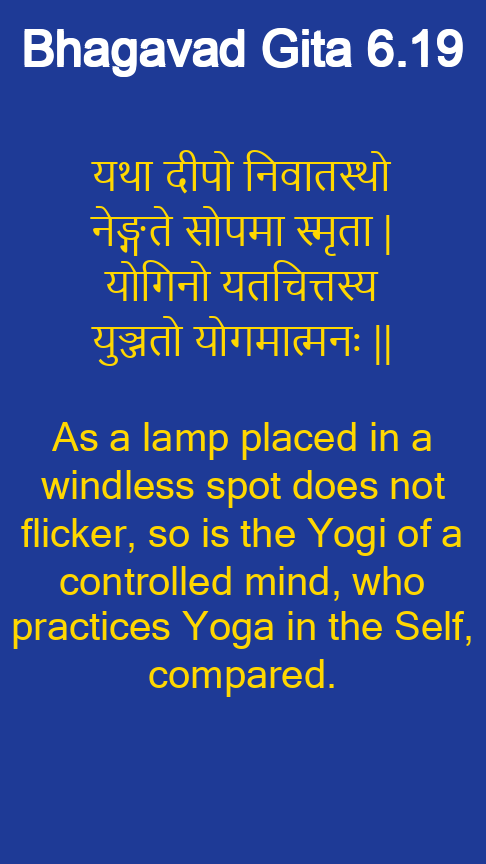 Bhagavad Gita 6.19
यथा दीपो निवातस्थो
नेङ्गते सोपमा स्मृता |
योगिनो यतचित्तस्य
युञ्जतो योगमात्मनः ||
As a lamp placed in a
windless spot does not
flicker, so is the Yogi of a
controlled mind, who
practices Yoga in the Self,
compared.